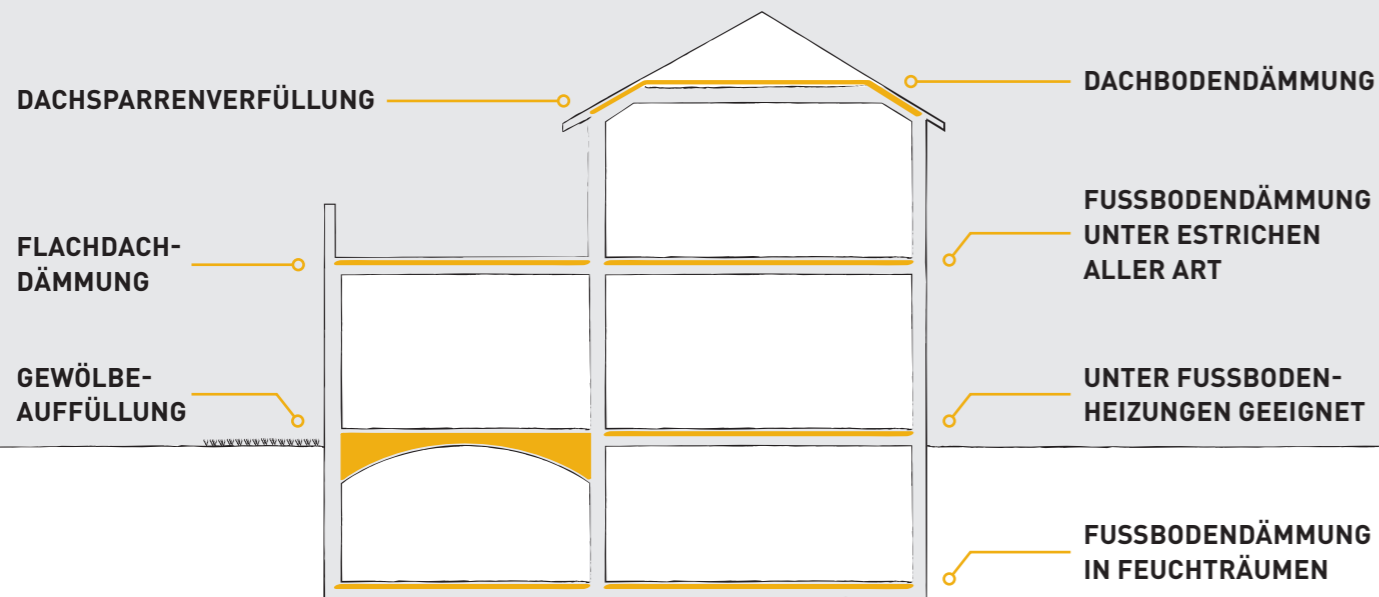 DACHSPARRENVERFÜLLUNG
FLACHDACH-
DÄMMUNG
GEWÖLBE-
AUFFÜLLUNG
DACHBODENDÄMMUNG
FUSSBODENDÄMMUNG
UNTER ESTRICHEN
ALLER ART
UNTER FUSSBODEN-
HEIZUNGEN GEEIGNET
FUSSBODENDÄMMUNG
IN FEUCHTRÄUMEN